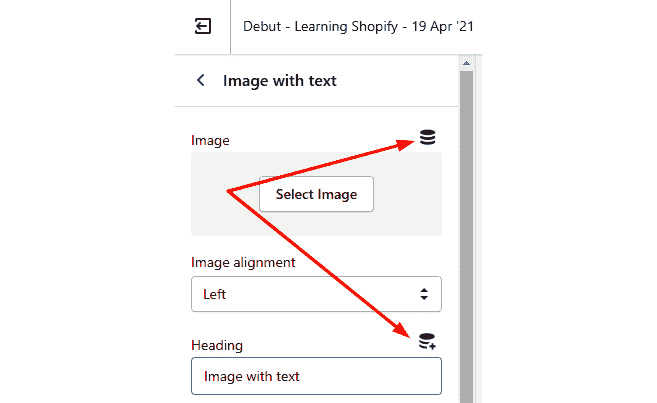 Debut - Learning Shopify - 19 Apr '21
Image with text
Image
Select Image
Image alignment
Left
Heading
Image with text